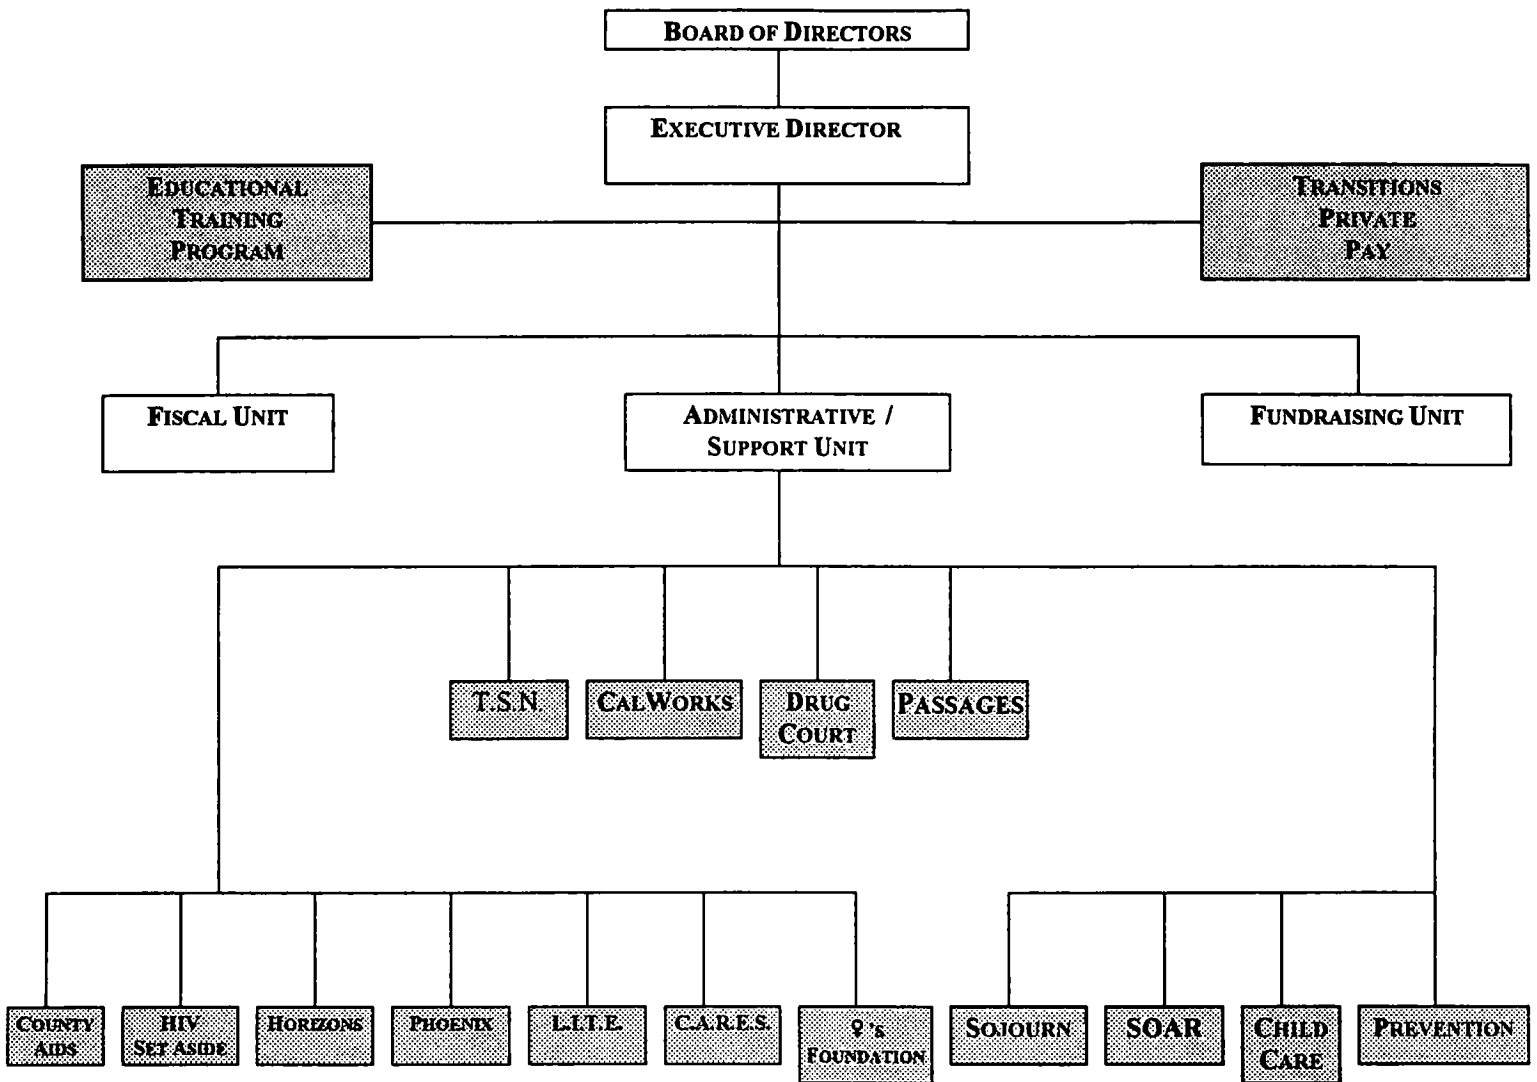 BOARD OF DIRECTORS
EXECUTIVE DIRECTOR
EDUCATIONAL
TRAINING
PROGRAM
TRANSITIONS
PRIVATE
PAY
FISCAL UNIT
ADMINISTRATIVE /
SUPPORT UNIT
FUNDRAISING UNIT
T.S.N.
CALWORKS
DRUG
COURT
PASSAGES
COUNTY
AIDS
HIV
SET ASIDE
HORIZONS
PHOENIX
L.I.T.E.
C.A.R.E.S.
♀'s
FOUNDATION
SOJOURN
SOAR
CHILD
CARE
PREVENTION